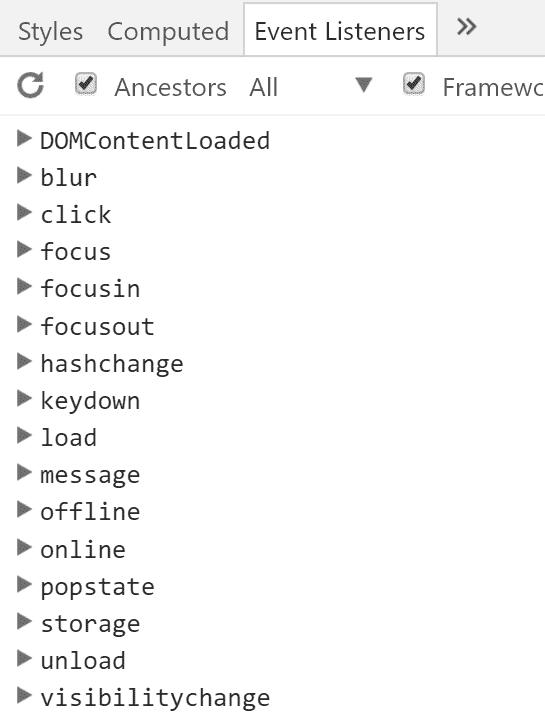 Styles Computed Event Listeners »
Ancestors All Framewc
DOMContentLoaded
blur
click
focus
focusin
focusout
hashchange
keydown
load
message
offline
online
popstate
storage
unload
visibilitychange